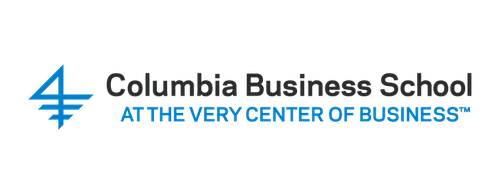 Columbia Business School
AT THE VERY CENTER OF BUSINESS™